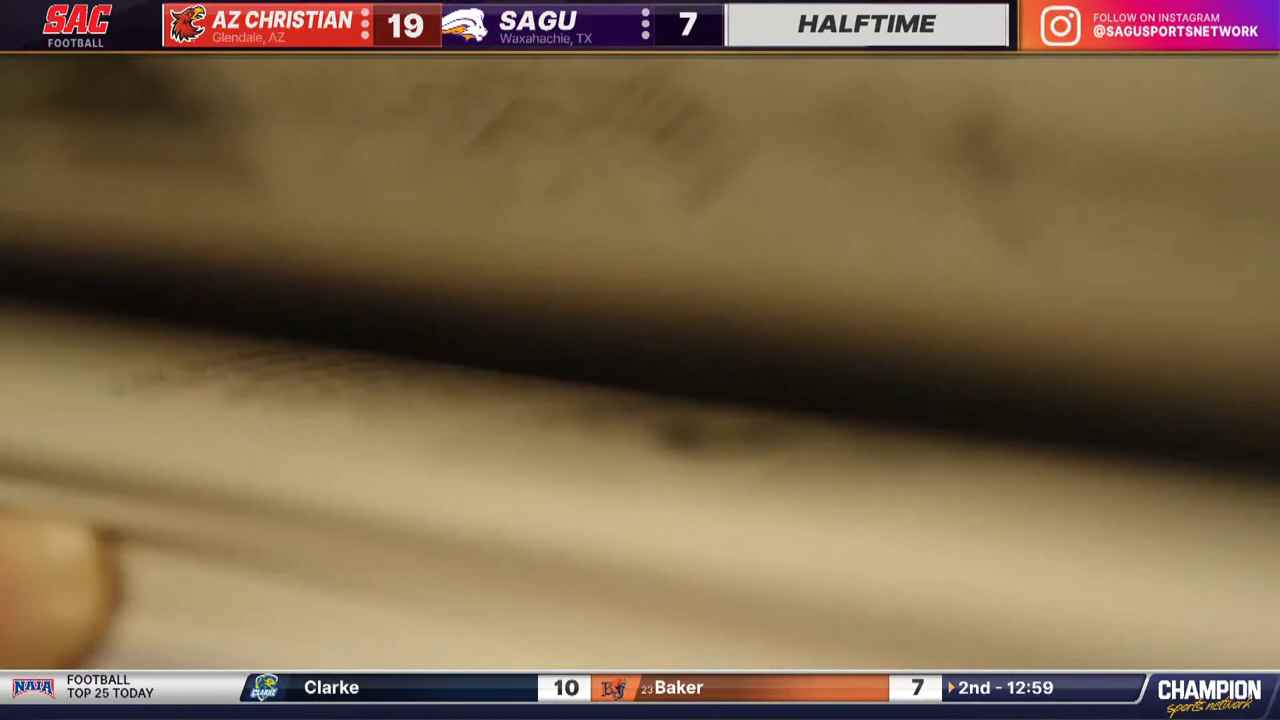 SAC
FOOTBALL
AZ CHRISTIAN
Glendale, AZ
19
SAGU
Waxahachie, TX
7
HALFTIME
FOLLOW ON INSTAGRAM
@SAGUSPORTSNETWORK
NAIA
FOOTBALL
TOP 25 TODAY
CLARKE
Clarke
10
23 Baker
7
2nd - 12:59
CHAMPION
sports network